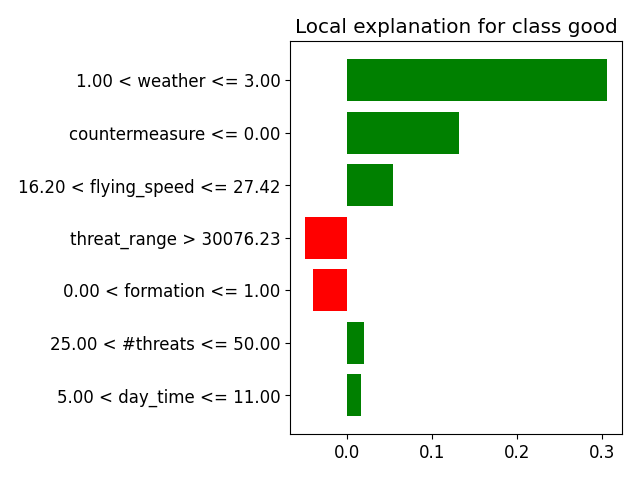 Local explanation for class good
1.00 < weather <= 3.00
countermeasure <= 0.00
16.20 < flying_speed <= 27.42
threat_range > 30076.23
0.00 < formation <= 1.00
25.00 < #threats <= 50.00
5.00 < day_time <= 11.00
0.0 0.1 0.2 0.3